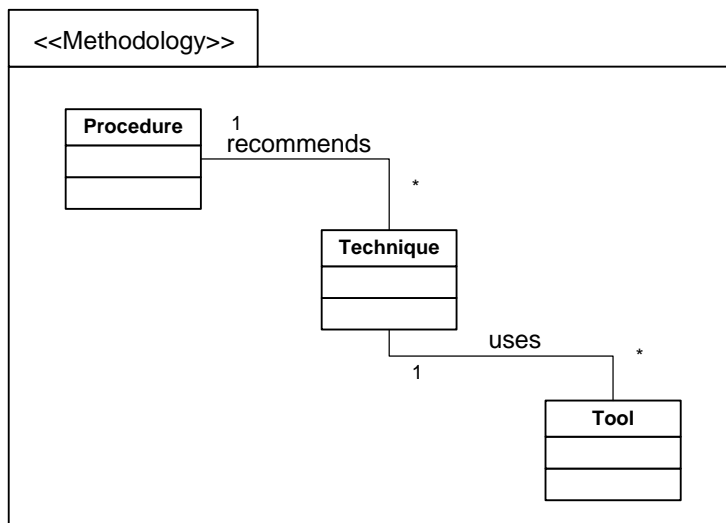 <<Methodology>>
Procedure
1
recommends
*
Technique
uses
*
1
Tool